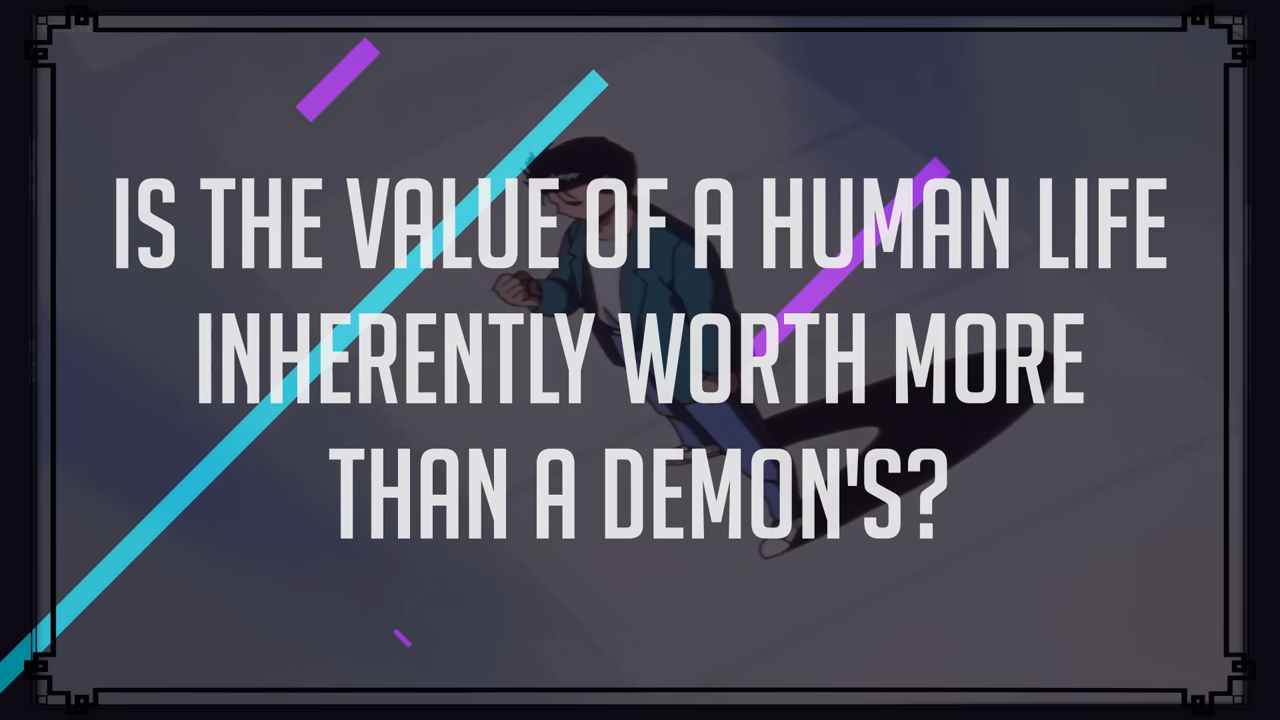 IS THE VALUE OF A HUMAN LIFE
INHERENTLY WORTH MORE
THAN A DEMON'S?